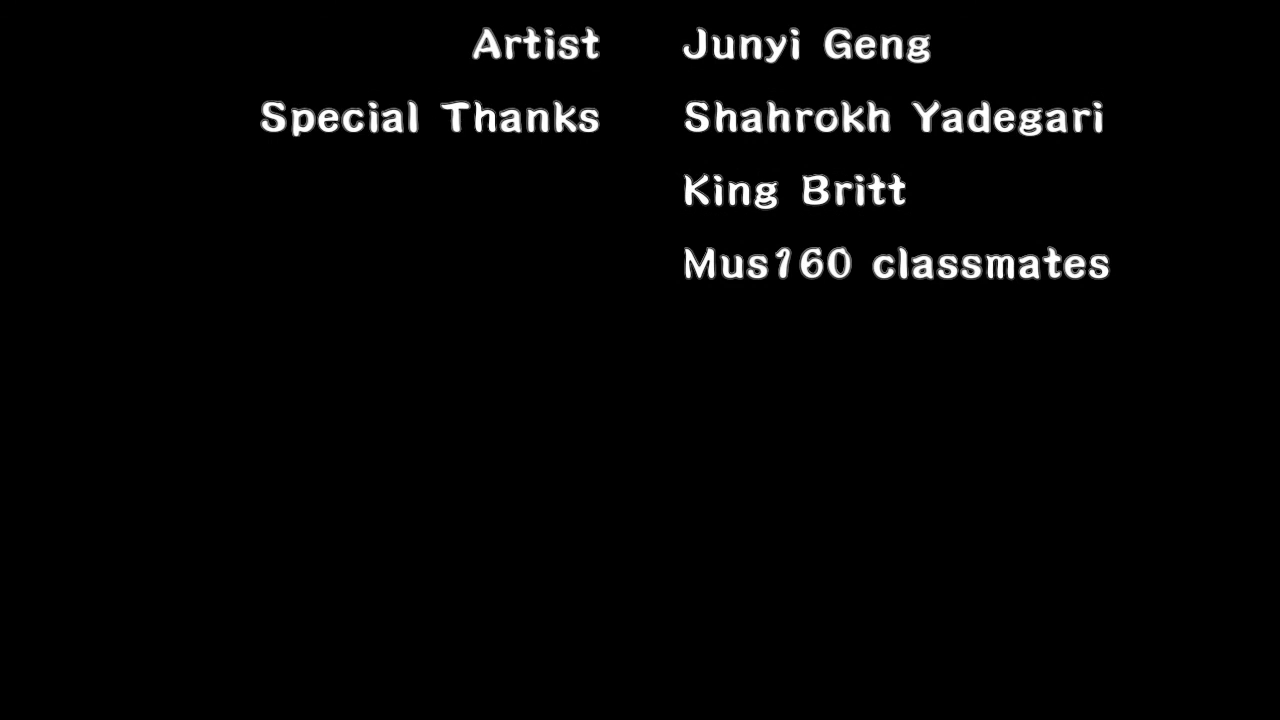 Artist Junyi Geng
Special Thanks Shahrokh Yadegari
King Britt
Mus160 classmates